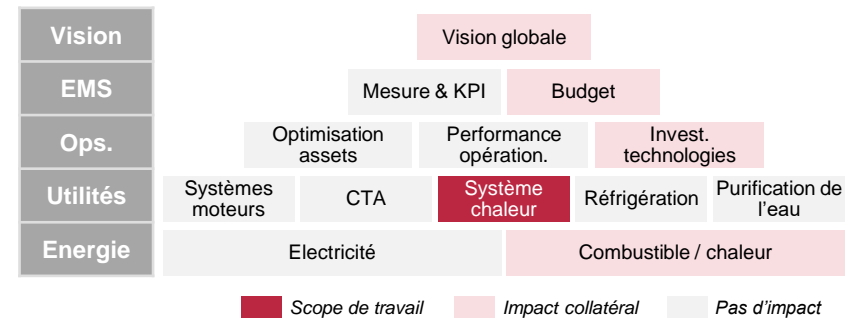 Vision
Vision globale
EMS
Mesure & KPI
Budget
Ops.
Optimisation
assets
Performance
opération.
Invest.
technologies
Utilités
Systèmes
moteurs
CTA
Système
chaleur
Réfrigération
Purification de
l'eau
Energie
Electricité
Combustible / chaleur
Scope de travail
Impact collatéral
Pas d'impact